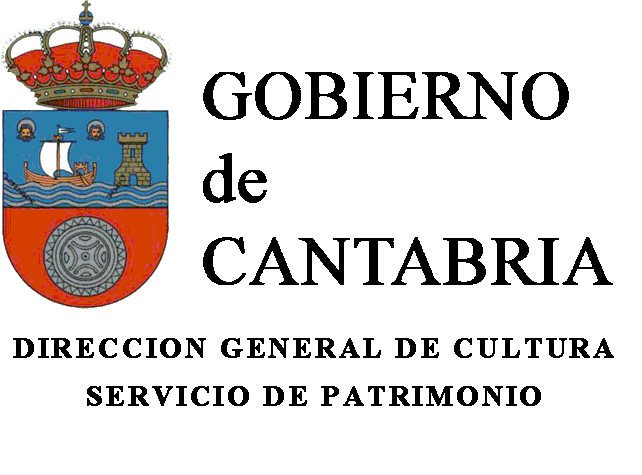 GOBIERNO
de
CANTABRIA
DIRECCION GENERAL DE CULTURA
SERVICIO DE PATRIMONIO